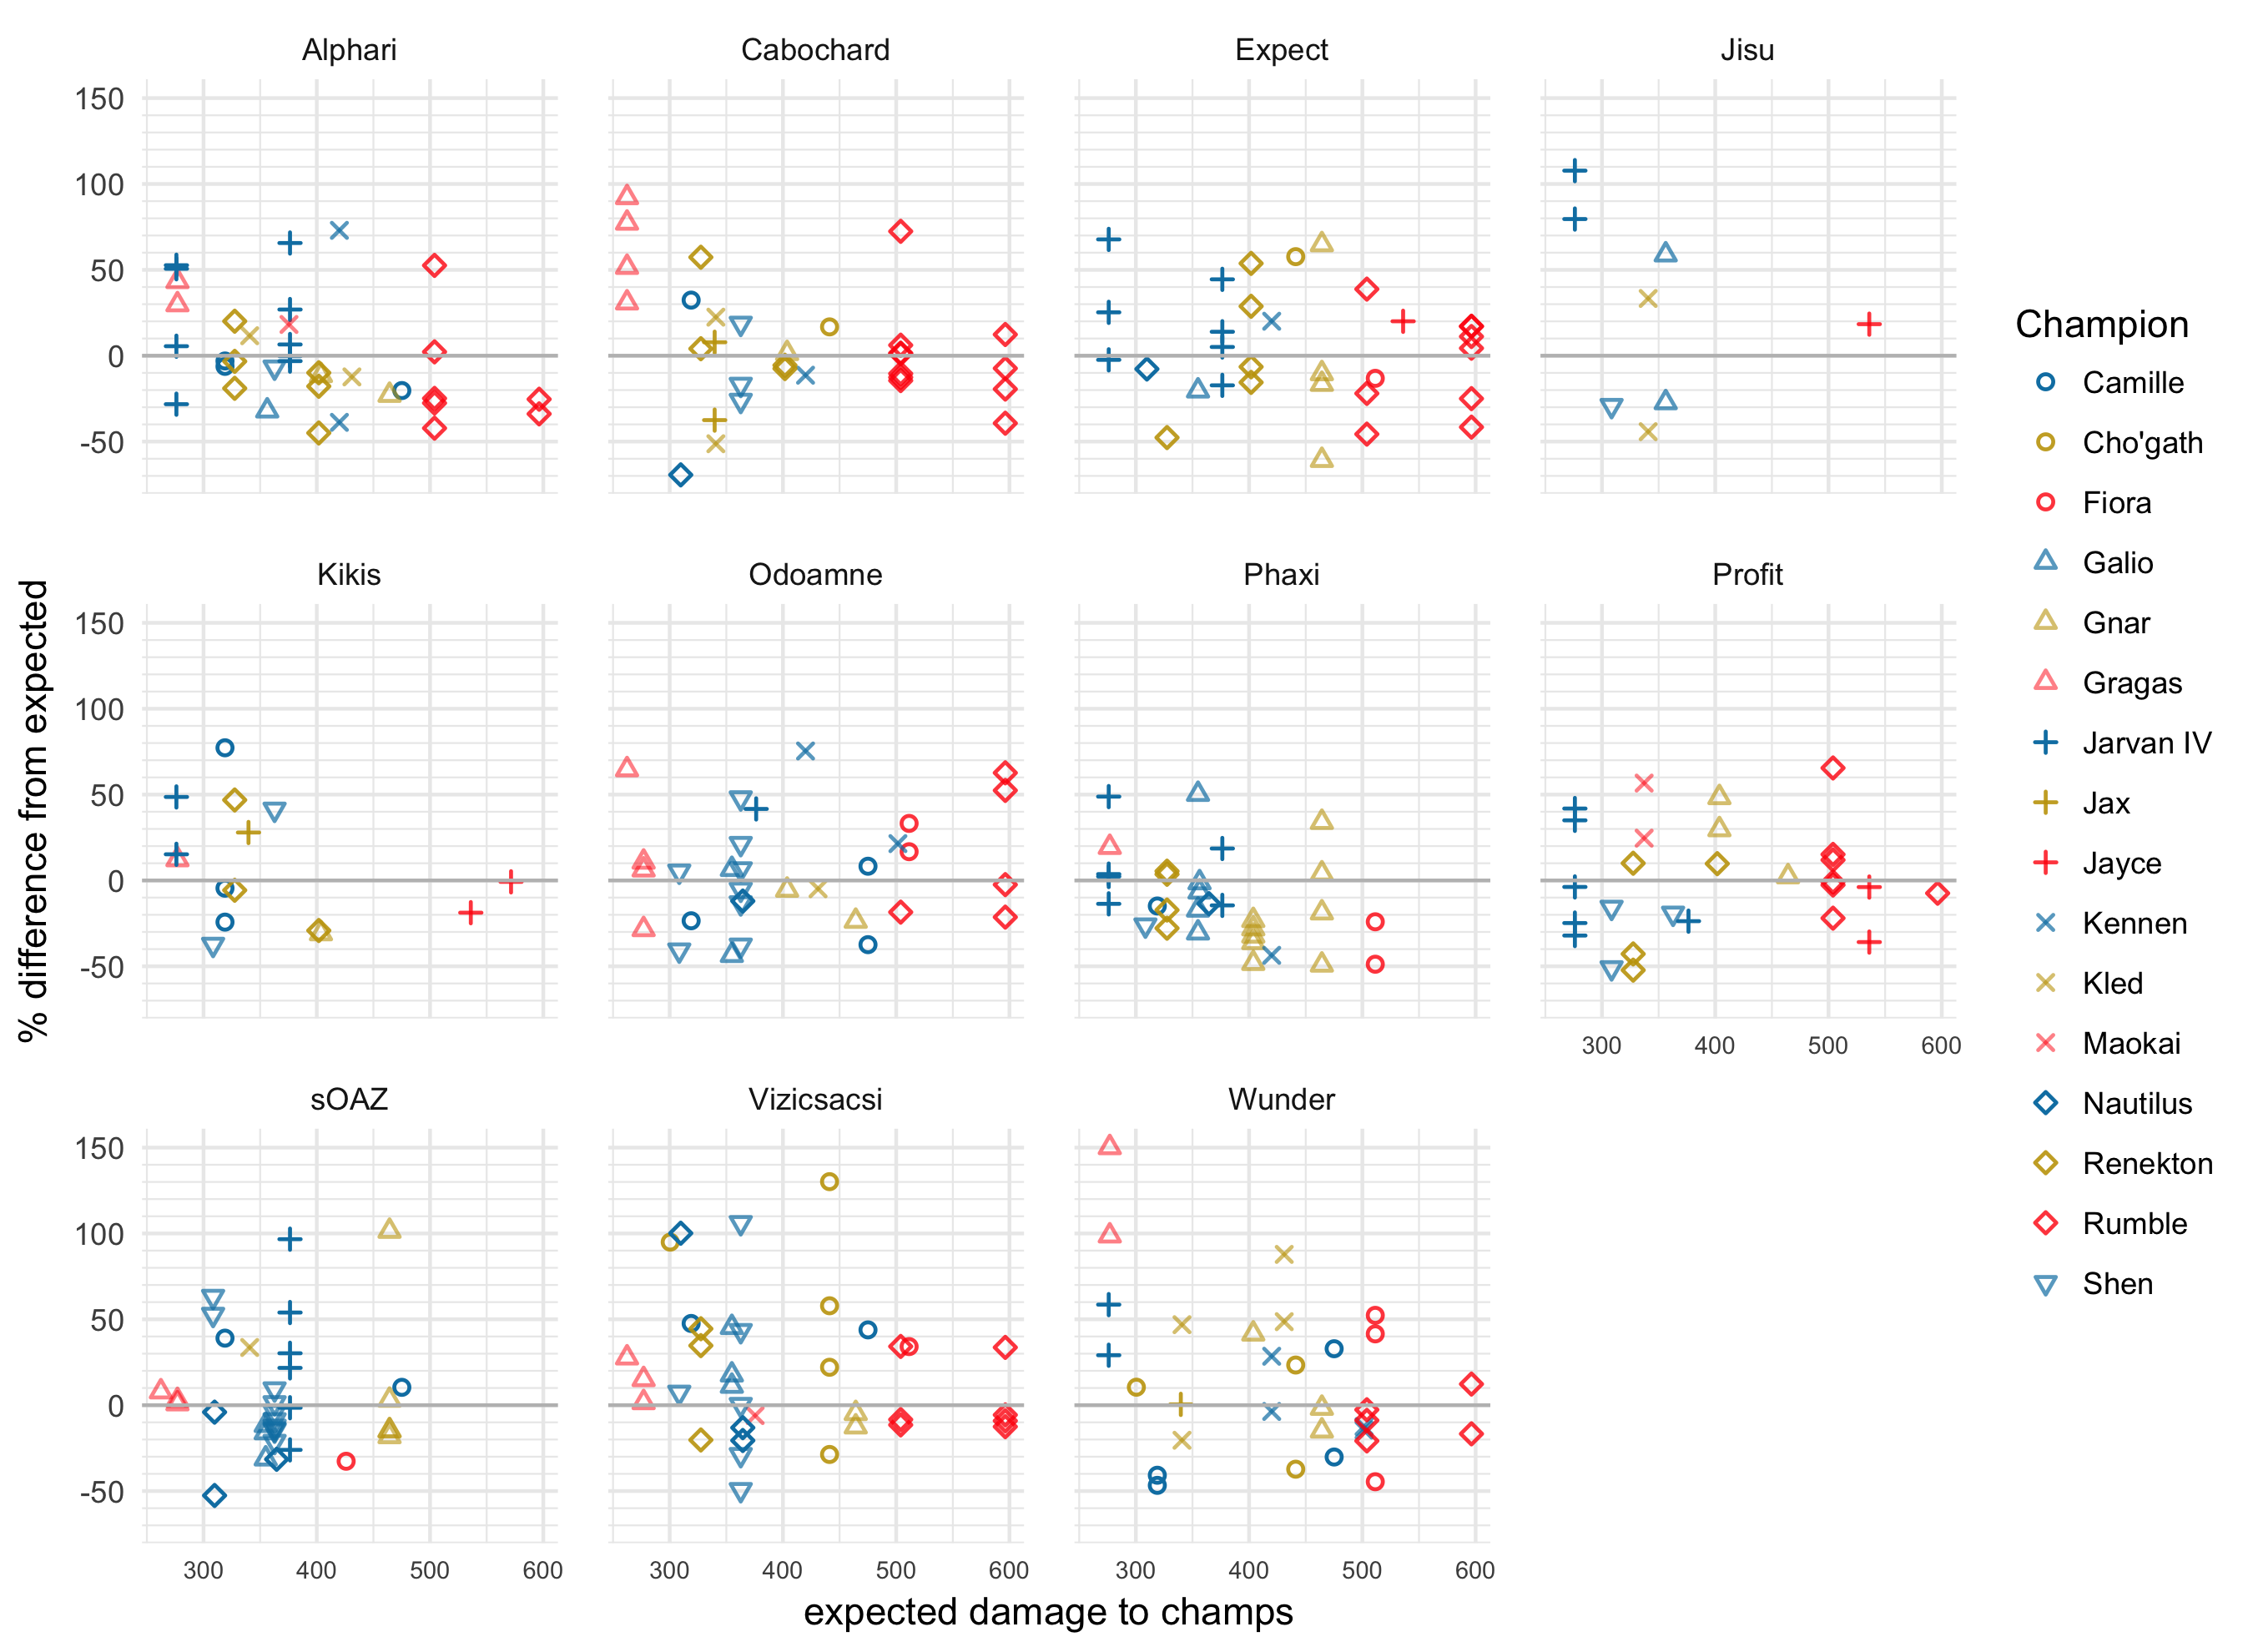 Alphari Cabochard Expect Jisu
150
100
50
0
-50
Kikis Odoamne Phaxi Profit
150
100
50
0
-50
300 400 500 600
sOAZ Vizicsacsi Wunder
150
100
50
0
-50
300 400 500 600 300 400 500 600 300 400 500 600
expected damage to champs
% difference from expected
Champion
Camille
Cho'gath
Fiora
Galio
Gnar
Gragas
Jarvan IV
Jax
Jayce
Kennen
Kled
Maokai
Nautilus
Renekton
Rumble
Shen